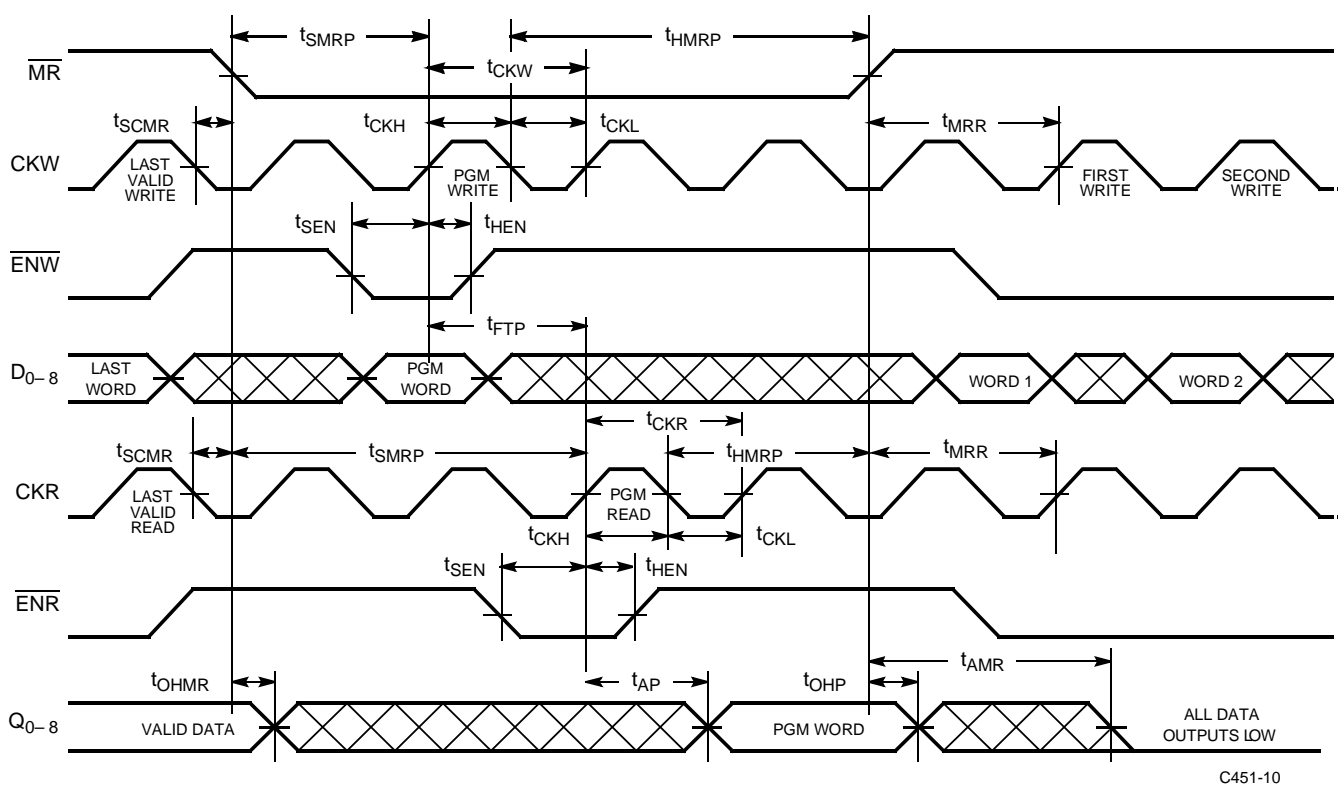 tSMRP
tHMRP
MR
tCKW
tSCMR
tCKH
tCKL
tMRR
CKW
LAST
VALID
WRITE
PGM
WRITE
FIRST
WRITE
SECOND
WRITE
tSEN
tHEN
ENW
tFTP
D0–8
LAST
WORD
PGM
WORD
WORD 1
WORD 2
tCKR
tSCMR
tSMRP
tHMRP
tMRR
CKR
LAST
VALID
READ
PGM
READ
tCKH
tCKL
tSEN
tHEN
ENR
tOHMR
tAP
tOHP
tAMR
Q0–8
VALID DATA
PGM WORD
ALL DATA
OUTPUTS LOW
C451-10